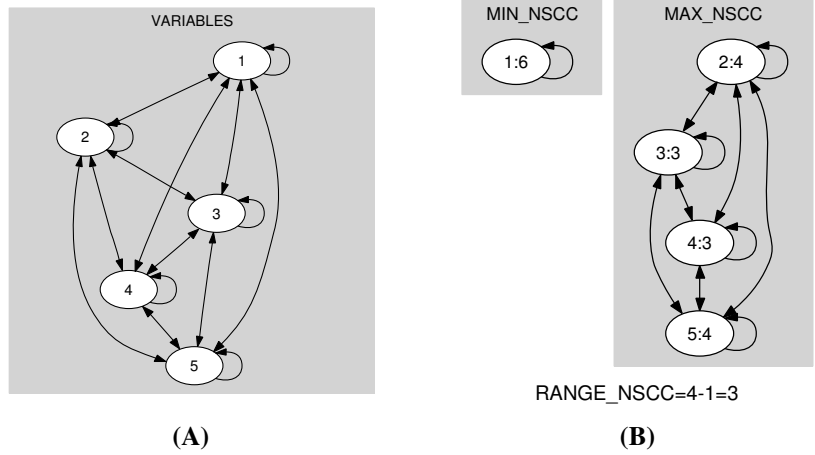 VARIABLES
1
2
3
4
5
(A)
MIN_NSCC
1:6
MAX_NSCC
2:4
3:3
4:3
5:4
RANGE_NSCC=4-1=3
(B)